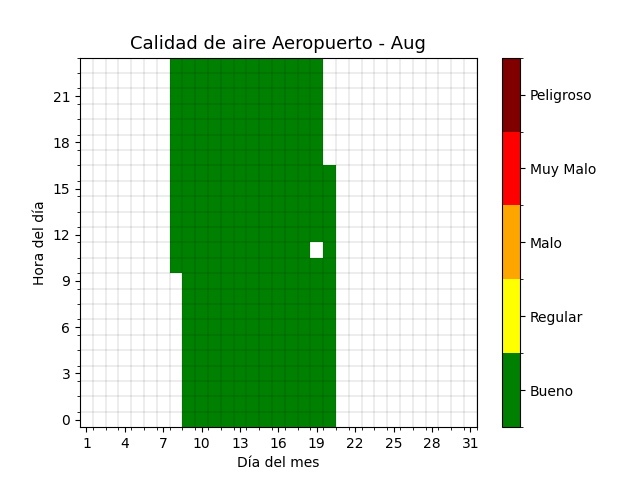 Calidad de aire Aeropuerto - Aug
Hora del día
21
18
15
12
9
6
3
0
1 4 7 10 13 16 19 22 25 28 31
Día del mes
Peligroso
Muy Malo
Malo
Regular
Bueno